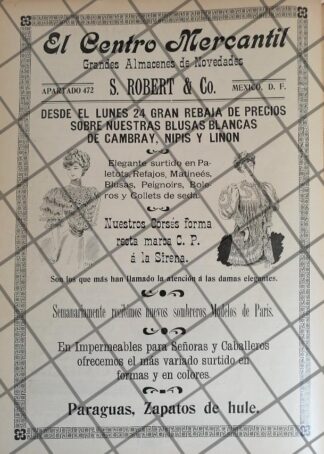 El Centro Mercantil
Grandes Almacenes de Novedades
APARTADO 472 S. ROBERT & Co. MEXICO, D. F.
DESDE EL LUNES 24 GRAN REBAJA DE PRECIOS
SOBRE NUESTRAS BLUSAS BLANCAS
DE CAMBRAY, NIPIS Y LINON
Elegante surtido en Pa-
letots, Refajos, Matineés,
Blusas, Peignoirs, Bole-
ros y Collets de seda.
Nuestros Corsés forma
recta marca C. P.
á la Sirena.
Son los que más han llamado la atención á las damas elegantes.
Semanariamente recibimos nuevos sombreros Modelos de París.
En Impermeables para Señoras y Caballeros
ofrecemos el más variado surtido en
formas y en colores
Paraguas, Zapatos de hule.